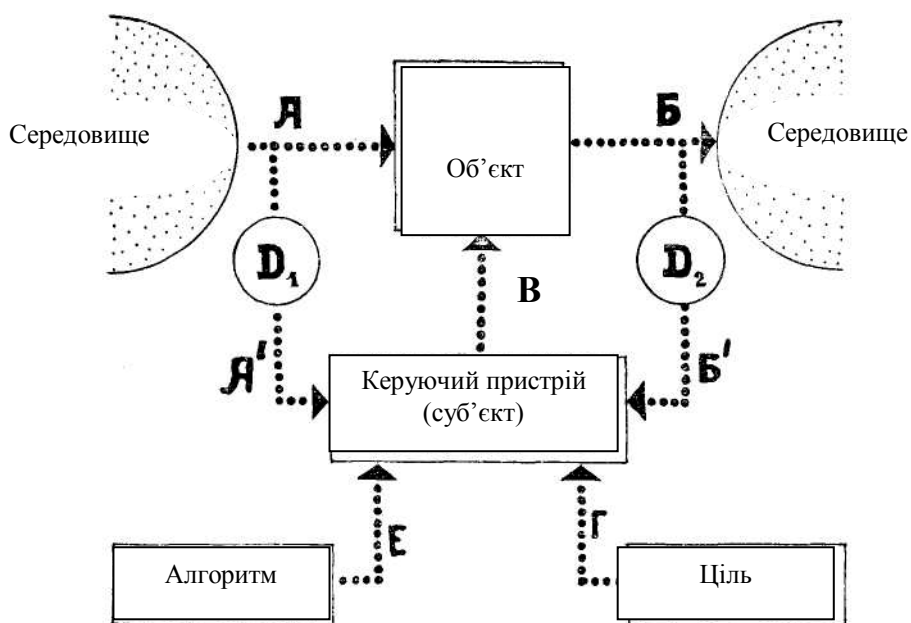 А
Б
Середовище
Середовище
Об’єкт
D₁
D₂
В
А'
Б'
Керуючий пристрій
(суб’єкт)
Е
Г
Алгоритм
Ціль